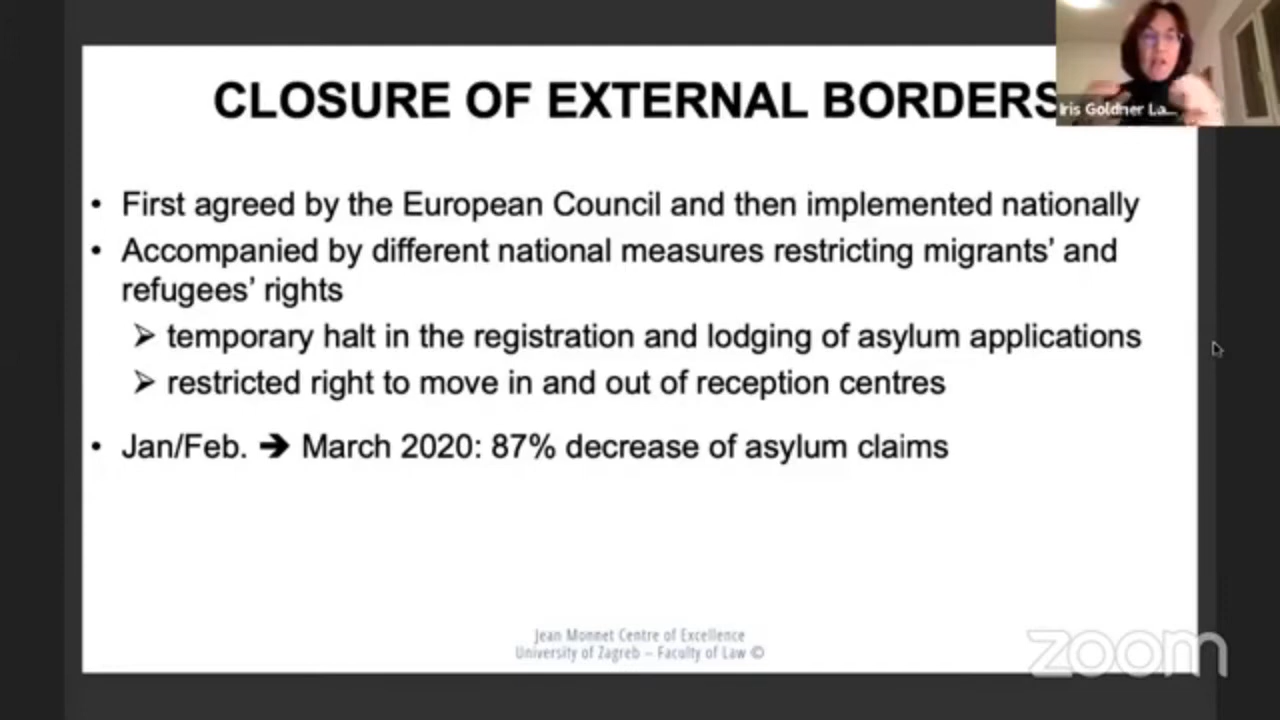 CLOSURE OF EXTERNAL BORDERS
Iris Goldner La...
• First agreed by the European Council and then implemented nationally
• Accompanied by different national measures restricting migrants’ and
refugees’ rights
➢ temporary halt in the registration and lodging of asylum applications
➢ restricted right to move in and out of reception centres
• Jan/Feb. ➔ March 2020: 87% decrease of asylum claims
Jean Monnet Centre of Excellence
University of Zagreb – Faculty of Law ©
zoom